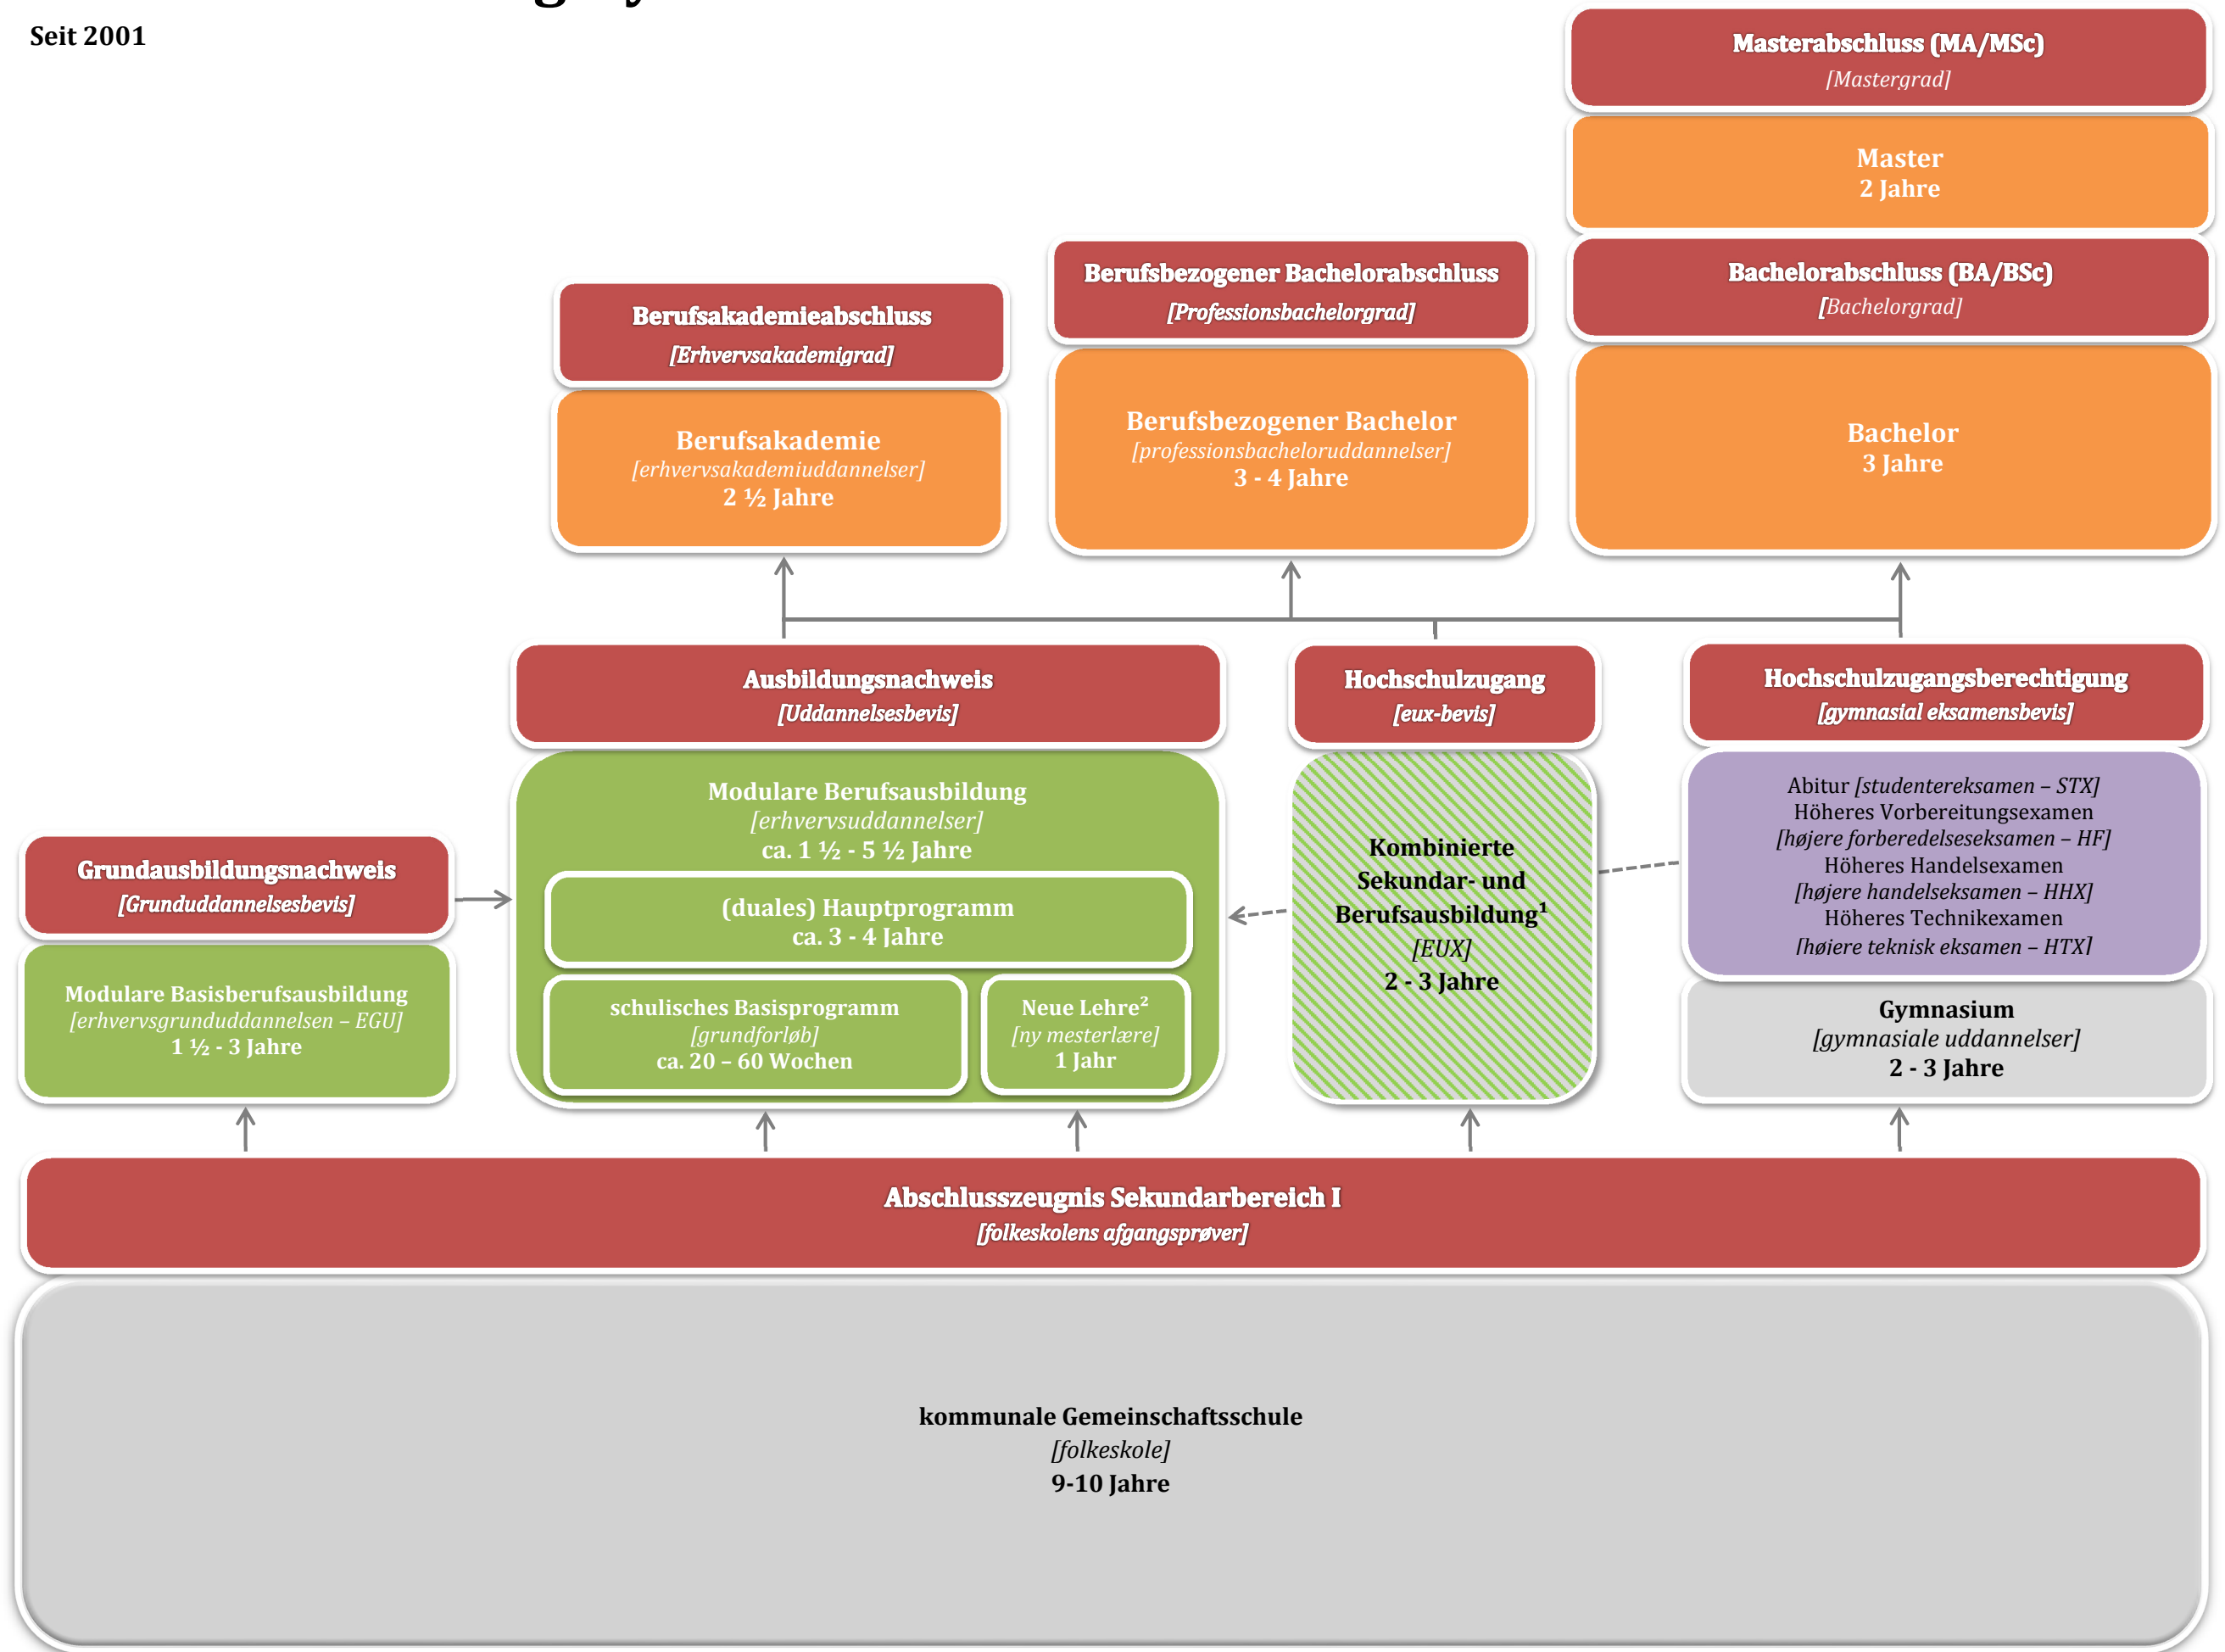 Seit 2001
Masterabschluss (MA/MSc)
[Mastergrad]
Master
2 Jahre
Bachelorabschluss (BA/BSc)
[Bachelorgrad]
Bachelor
3 Jahre
Berufsbezogener Bachelorabschluss
[Professionsbachelorgrad]
Berufsbezogener Bachelor
[professionsbacheloruddannelser]
3 - 4 Jahre
Berufsakademieabschluss
[Erhvervsakademigrad]
Berufsakademie
[erhvervsakademiuddannelser]
2 ½ Jahre
Ausbildungsnachweis
[Uddannelsesbevis]
Modulare Berufsausbildung
[erhvervsuddannelser]
ca. 1 ½ - 5 ½ Jahre
(duales) Hauptprogramm
ca. 3 - 4 Jahre
schulisches Basisprogramm
[grundforløb]
ca. 20 – 60 Wochen
Neue Lehre²
[ny mesterlære]
1 Jahr
Hochschulzugang
[eux-bevis]
Kombinierte
Sekundar- und
Berufsausbildung¹
[EUX]
2 - 3 Jahre
Hochschulzugangsberechtigung
[gymnasial eksamensbevis]
Abitur [studentereksamen – STX]
Höheres Vorbereitungsexamen
[højere forberedelseseksamen – HF]
Höheres Handelsexamen
[højere handelseksamen – HHX]
Höheres Technikexamen
[højere teknisk eksamen – HTX]
Gymnasium
[gymnasiale uddannelser]
2 - 3 Jahre
Grundausbildungsnachweis
[Grunduddannelsesbevis]
Modulare Basisberufsausbildung
[erhvervsgrunduddannelsen – EGU]
1 ½ - 3 Jahre
Abschlusszeugnis Sekundarbereich I
[folkeskolens afgangsprøver]
kommunale Gemeinschaftsschule
[folkeskole]
9-10 Jahre